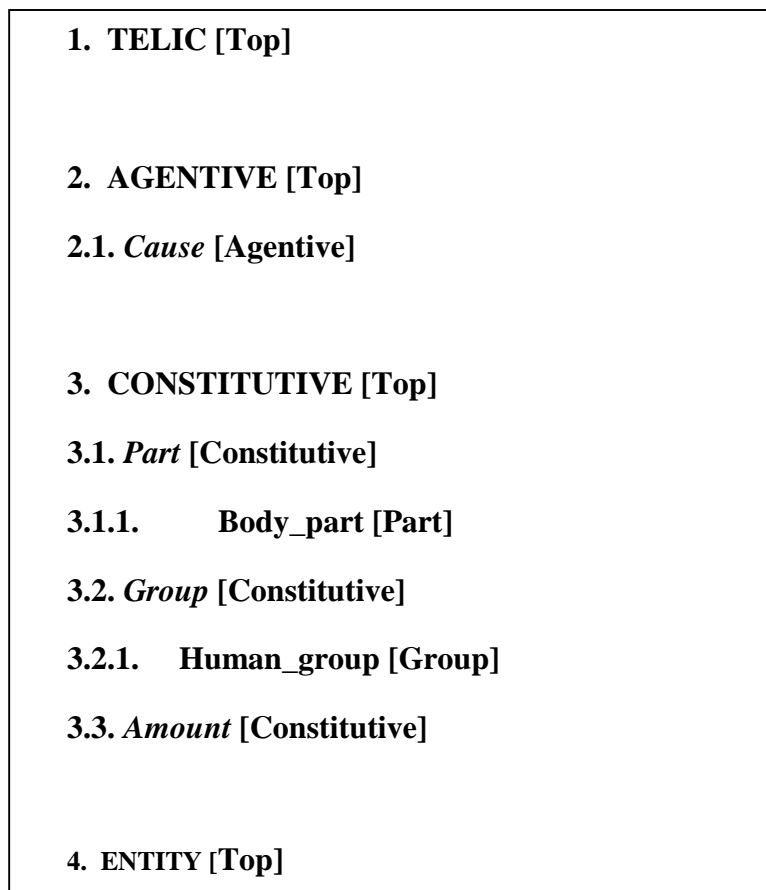 1. TELIC [Top]
2. AGENTIVE [Top]
2.1. Cause [Agentive]
3. CONSTITUTIVE [Top]
3.1. Part [Constitutive]
3.1.1. Body_part [Part]
3.2. Group [Constitutive]
3.2.1. Human_group [Group]
3.3. Amount [Constitutive]
4. ENTITY [Top]